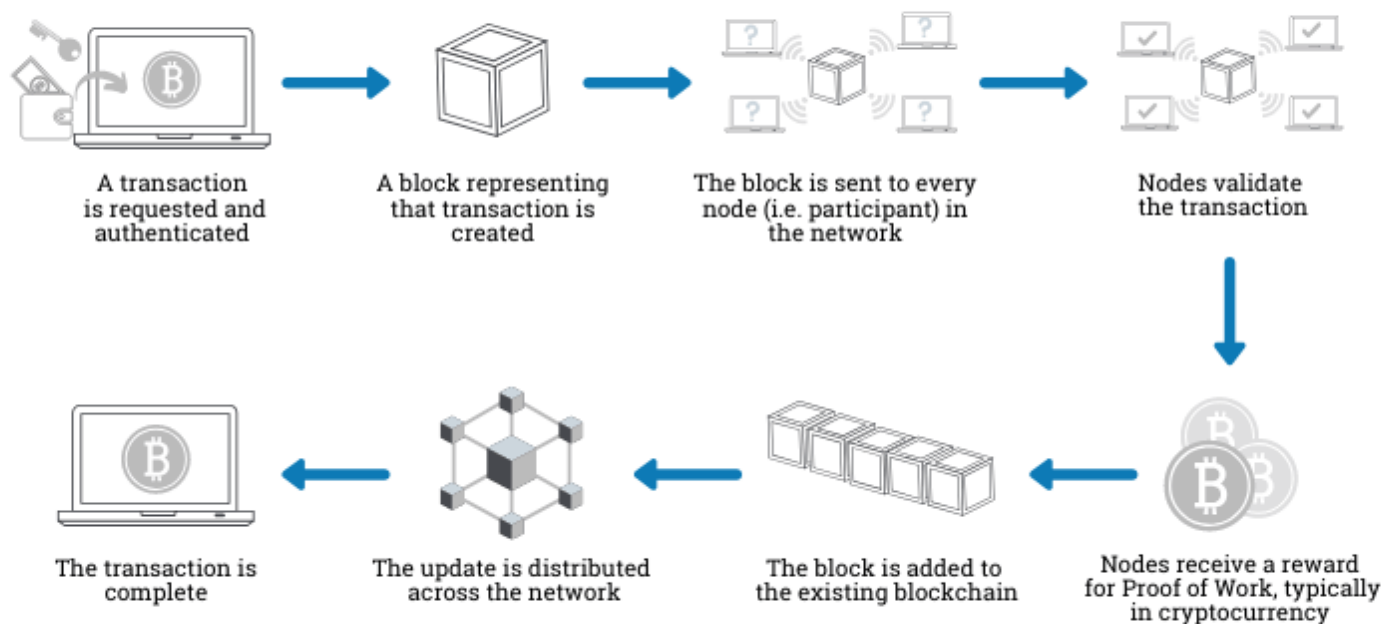 A transaction
is requested and
authenticated
A block representing
that transaction is
created
The block is sent to every
node (i.e. participant) in
the network
Nodes validate
the transaction
The transaction is
complete
The update is distributed
across the network
The block is added to
the existing blockchain
Nodes receive a reward
for Proof of Work, typically
in cryptocurrency